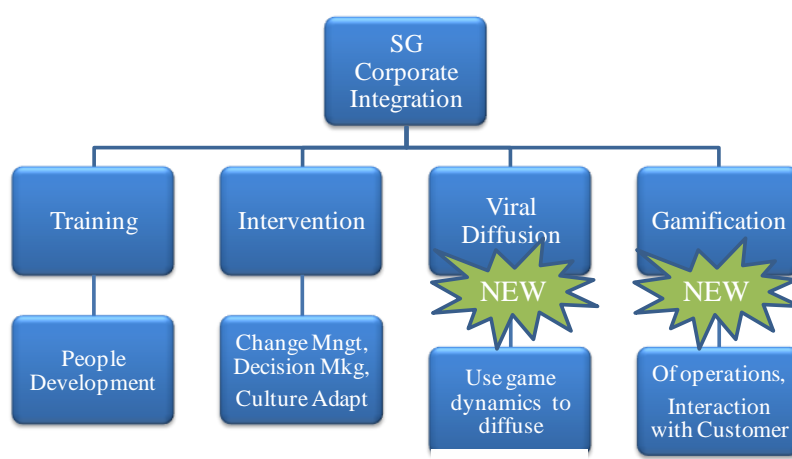 SG
Corporate
Integration
Training
Intervention
Viral
Diffusion
Gamification
NEW
NEW
People
Development
Change Mngt,
Decision Mkg,
Culture Adapt
Use game
dynamics to
diffuse
Of operations,
Interaction
with Customer